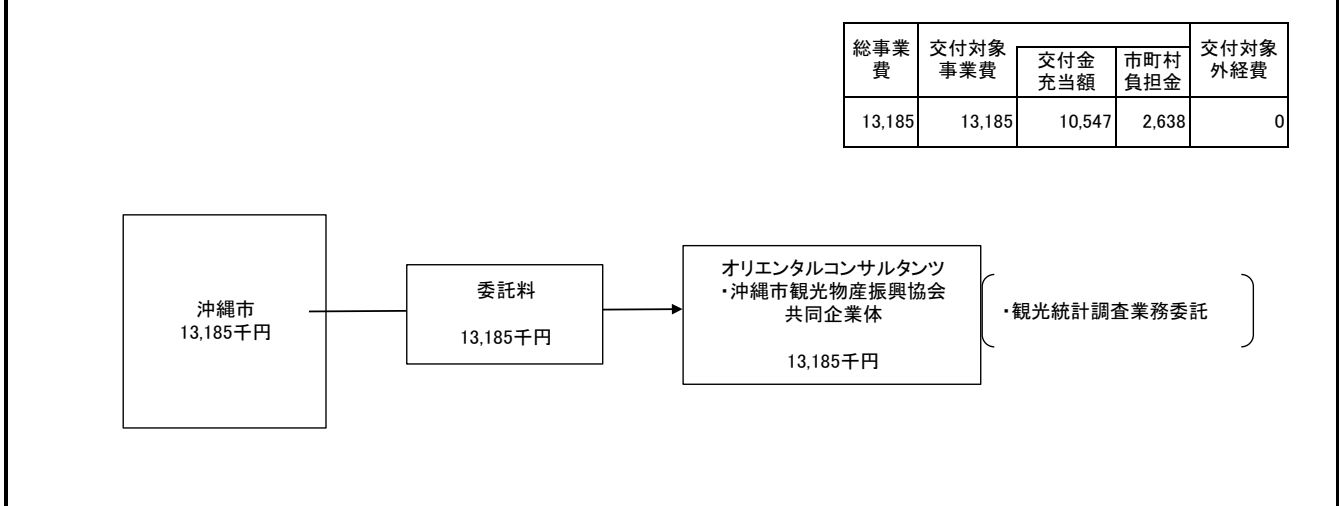 総事業費 交付対象事業費 交付金充当額 市町村負担金 交付対象外経費
13,185 13,185 10,547 2,638 0
沖縄市
13,185千円
委託料
13,185千円
オリエンタルコンサルタンツ
・沖縄市観光物産振興協会
共同企業体
13,185千円
・観光統計調査業務委託